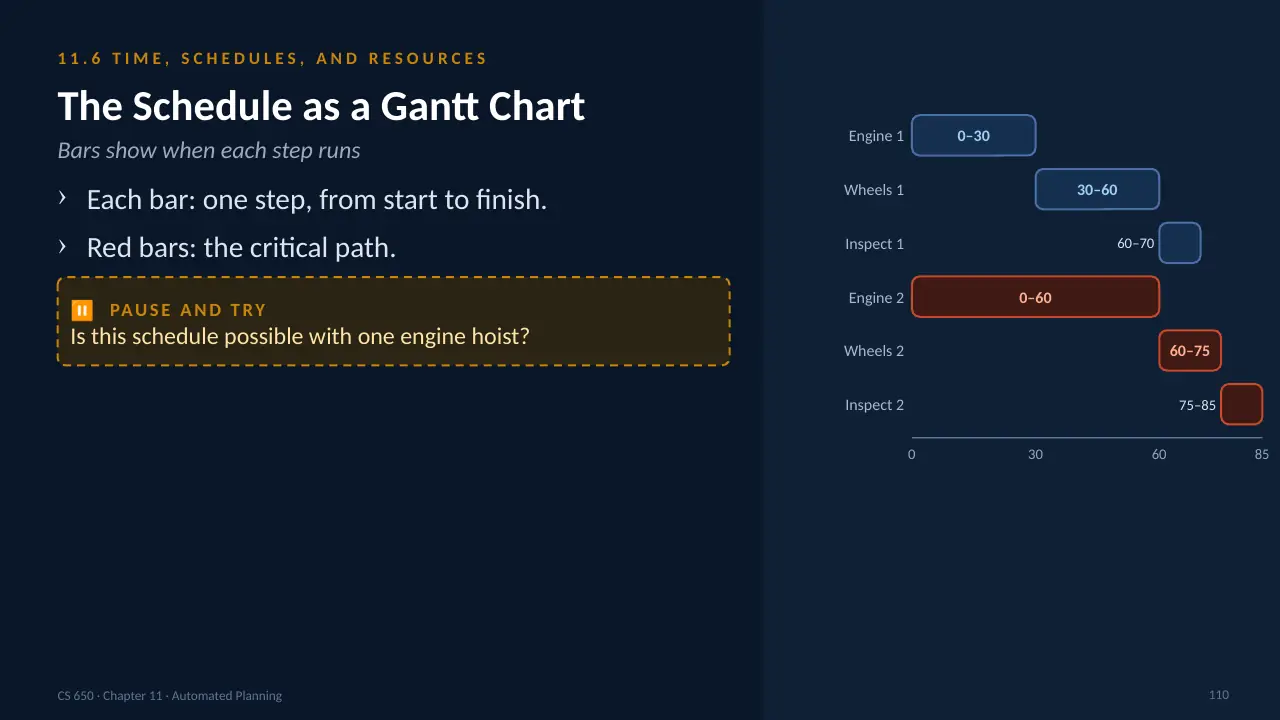 11.6 TIME, SCHEDULES, AND RESOURCES
The Schedule as a Gantt Chart
Bars show when each step runs
› Each bar: one step, from start to finish.
› Red bars: the critical path.
PAUSE AND TRY
Is this schedule possible with one engine hoist?
Engine 1 0–30
Wheels 1 30–60
Inspect 1 60–70
Engine 2 0–60
Wheels 2 60–75
Inspect 2 75–85
0 30 60 85
CS 650 · Chapter 11 · Automated Planning
110